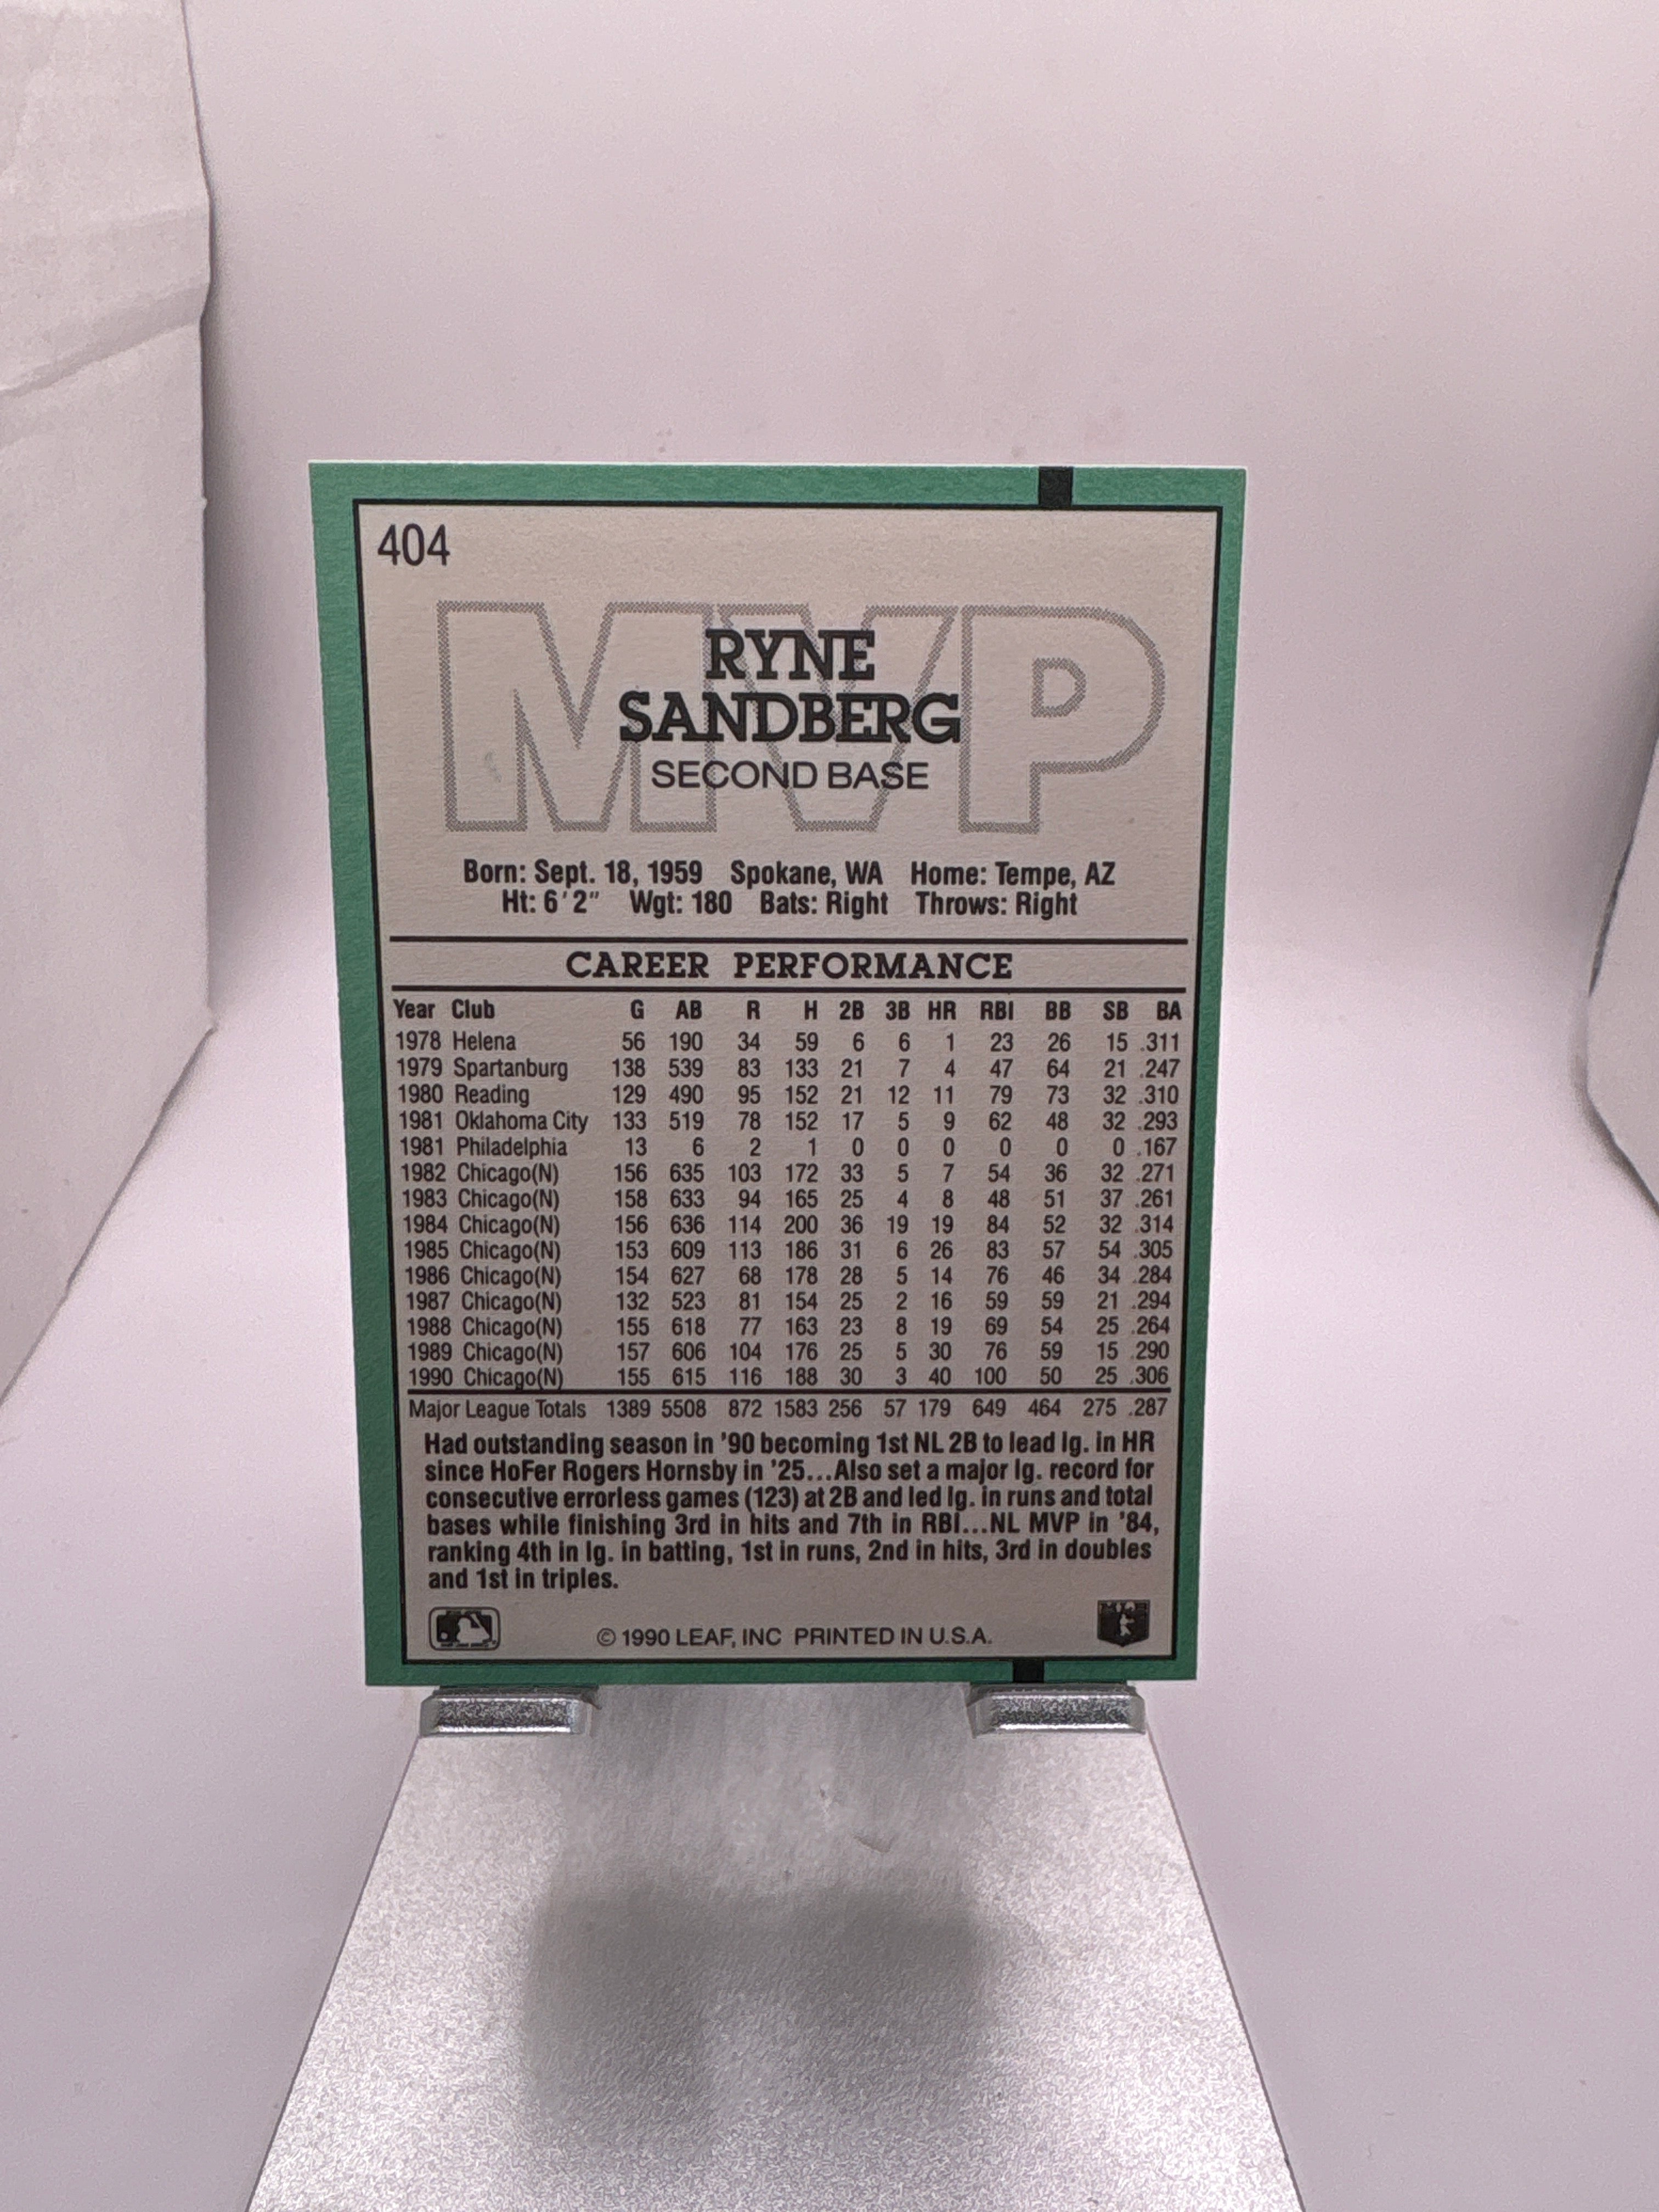 404
MVP
RYNE
SANDBERG
SECOND BASE
Born: Sept. 18, 1959 Spokane, WA Home: Tempe, AZ
Ht: 6'2" Wgt: 180 Bats: Right Throws: Right
CAREER PERFORMANCE
Year Club G AB R H 2B 3B HR RBI BB SB BA
1978 Helena 56 190 34 59 6 6 1 23 26 15 .311
1979 Spartanburg 138 539 83 133 21 7 4 47 64 21 .247
1980 Reading 129 490 95 152 21 12 11 79 73 32 .310
1981 Oklahoma City 133 519 78 152 17 5 9 62 48 32 .293
1981 Philadelphia 13 6 2 1 0 0 0 0 0 0 .167
1982 Chicago(N) 156 635 103 172 33 5 7 54 36 32 .271
1983 Chicago(N) 158 633 94 165 25 4 8 48 51 37 .261
1984 Chicago(N) 156 636 114 200 36 19 19 84 52 32 .314
1985 Chicago(N) 153 609 113 186 31 6 26 83 57 54 .305
1986 Chicago(N) 154 627 68 178 28 5 14 76 46 34 .284
1987 Chicago(N) 132 523 81 154 25 2 16 59 59 21 .294
1988 Chicago(N) 155 618 77 163 23 8 19 69 54 25 .264
1989 Chicago(N) 157 606 104 176 25 5 30 76 59 15 .290
1990 Chicago(N) 155 615 116 188 30 3 40 100 50 25 .306
Major League Totals 1389 5508 872 1583 256 57 179 649 464 275 .287
Had outstanding season in '90 becoming 1st NL 2B to lead lg. in HR
since HoFer Rogers Hornsby in '25...Also set a major lg. record for
consecutive errorless games (123) at 2B and led lg. in runs and total
bases while finishing 3rd in hits and 7th in RBI...NL MVP in '84,
ranking 4th in lg. in batting, 1st in runs, 2nd in hits, 3rd in doubles
and 1st in triples.
© 1990 LEAF, INC PRINTED IN U.S.A.